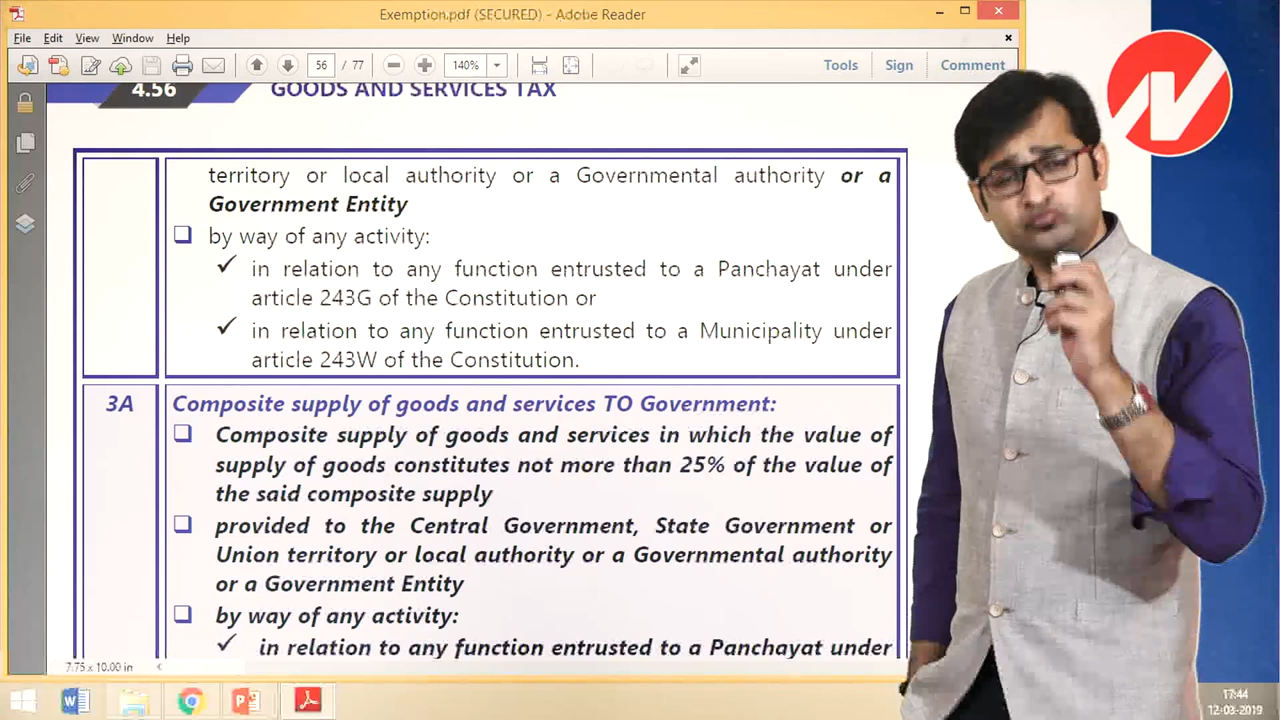 Exemption.pdf (SECURED) - Adobe Reader
File Edit View Window Help
56 / 77 140% Tools Sign Comment
4.56 GOODS AND SERVICES TAX
territory or local authority or a Governmental authority or a
Government Entity
by way of any activity:
in relation to any function entrusted to a Panchayat under
article 243G of the Constitution or
in relation to any function entrusted to a Municipality under
article 243W of the Constitution.
3A Composite supply of goods and services TO Government:
Composite supply of goods and services in which the value of
supply of goods constitutes not more than 25% of the value of
the said composite supply
provided to the Central Government, State Government or
Union territory or local authority or a Governmental authority
or a Government Entity
by way of any activity:
in relation to any function entrusted to a Panchayat under
7.75 x 10.00 in
17:44
12-03-2019